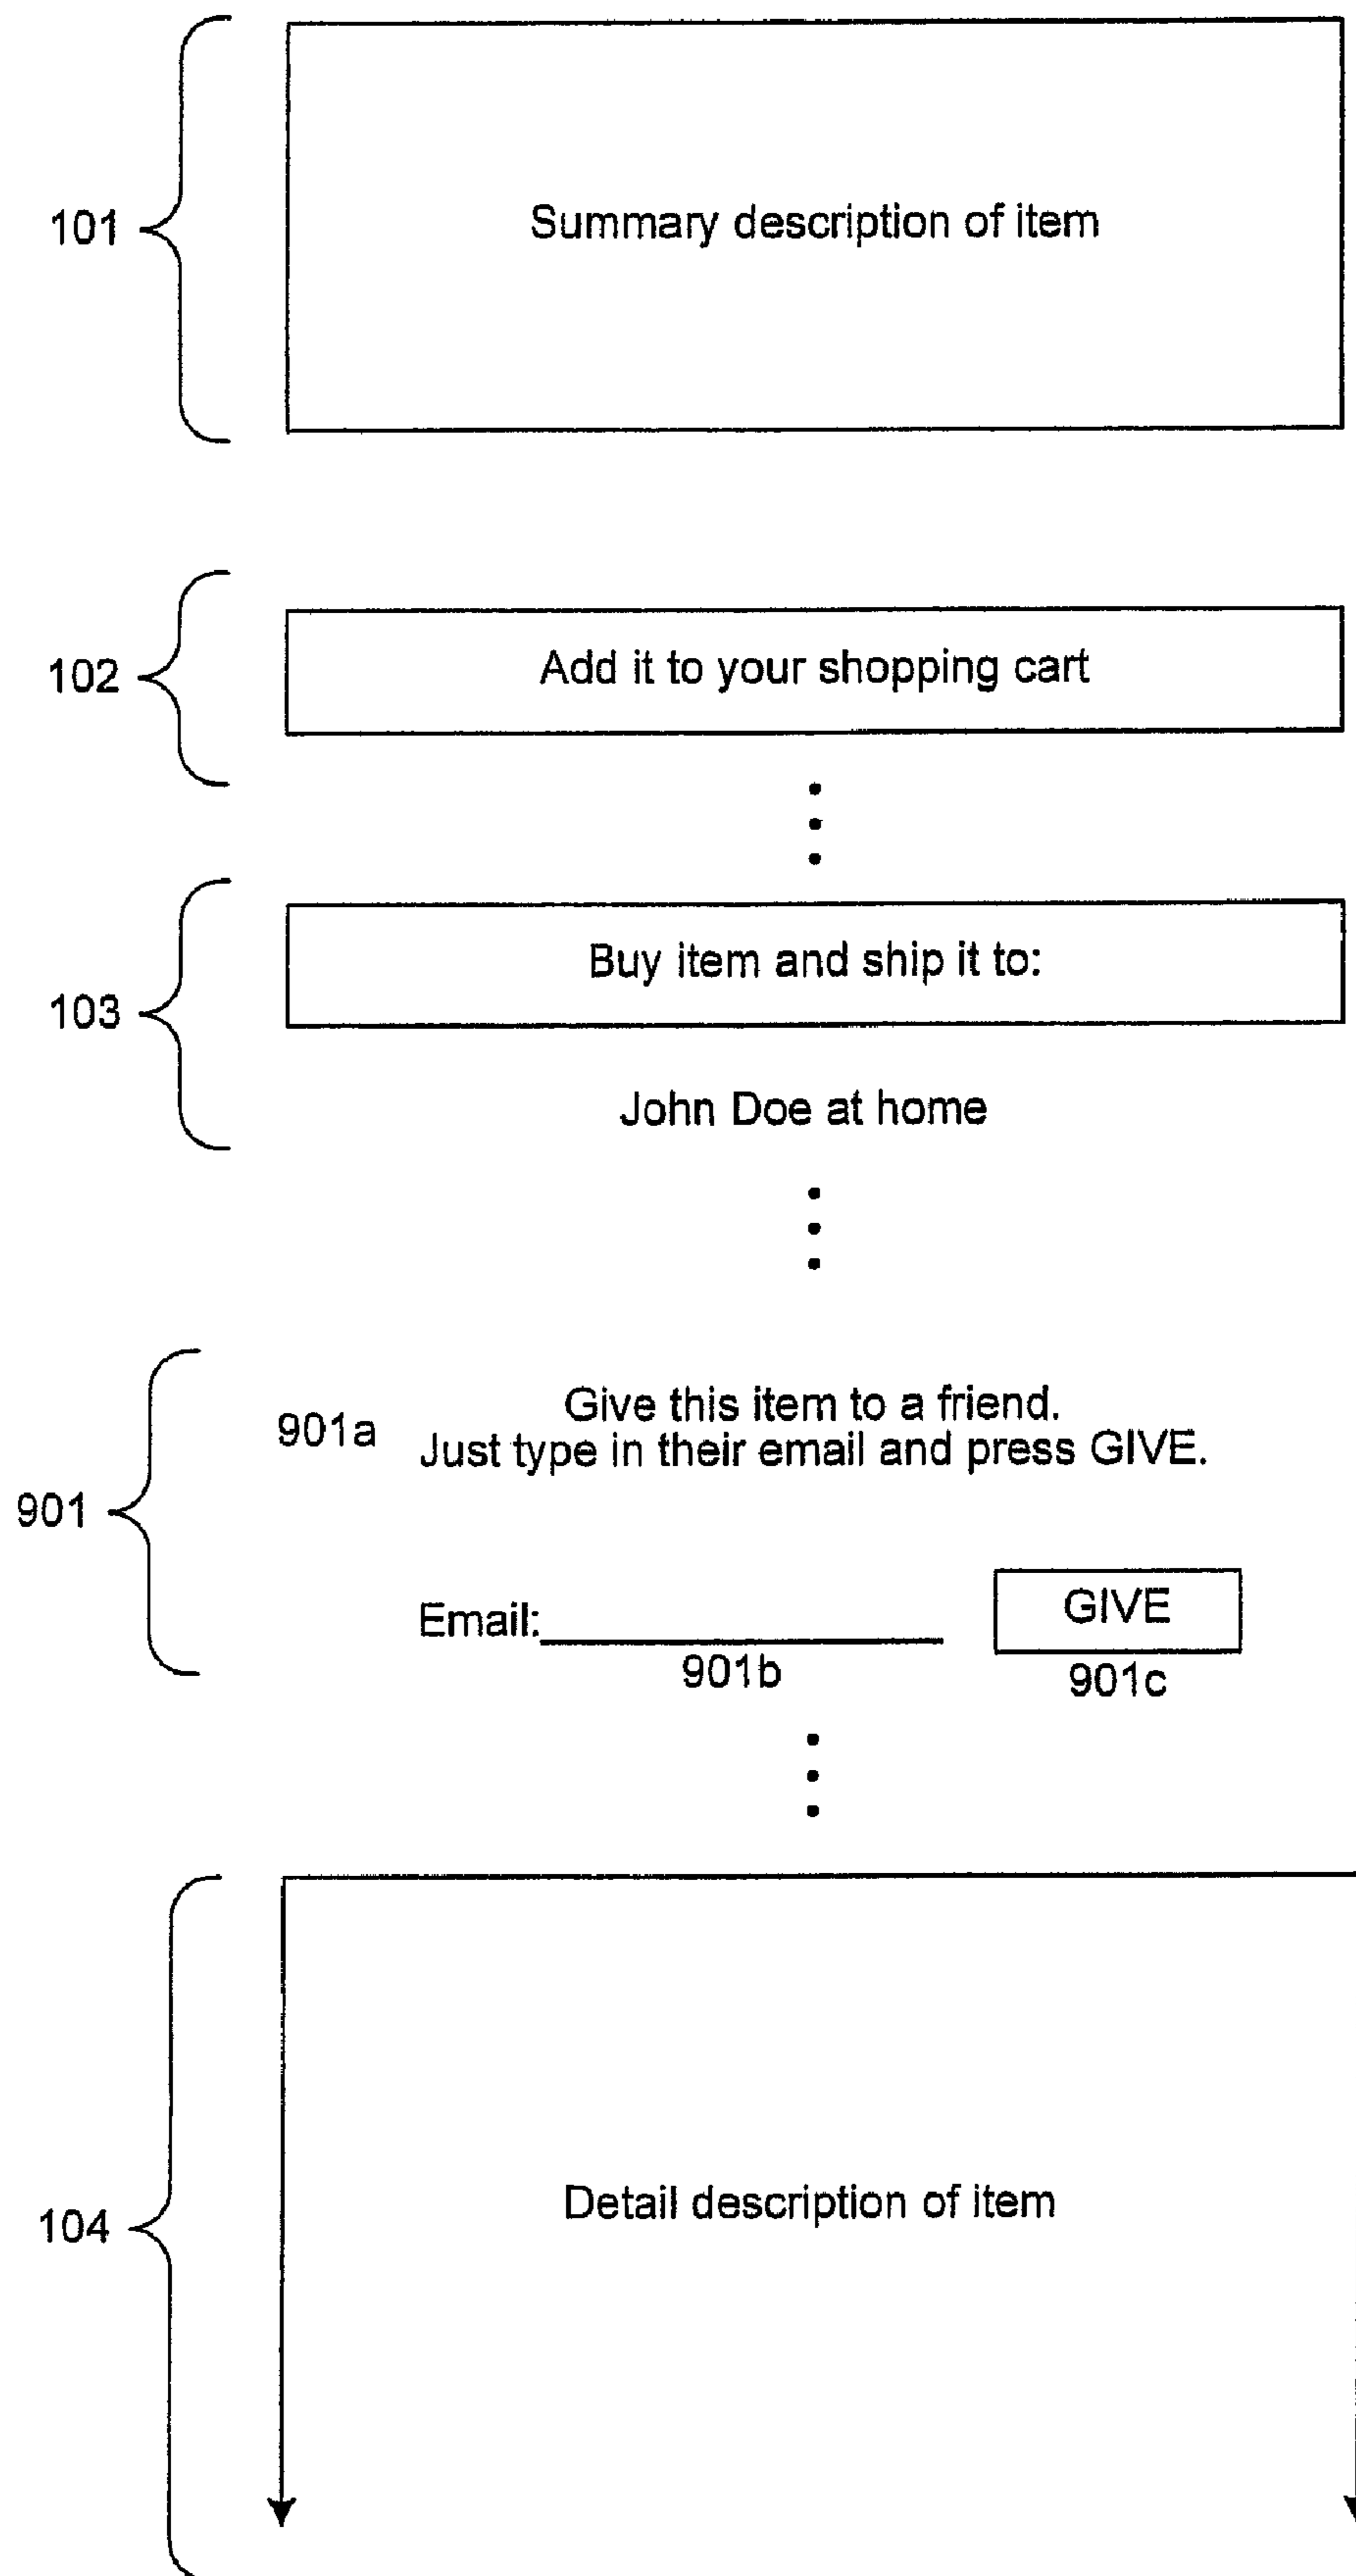 101
Summary description of item
102
Add it to your shopping cart
103
Buy item and ship it to:
John Doe at home
901
901a
Give this item to a friend.
Just type in their email and press GIVE.
Email:
GIVE
901b
901c
104
Detail description of item